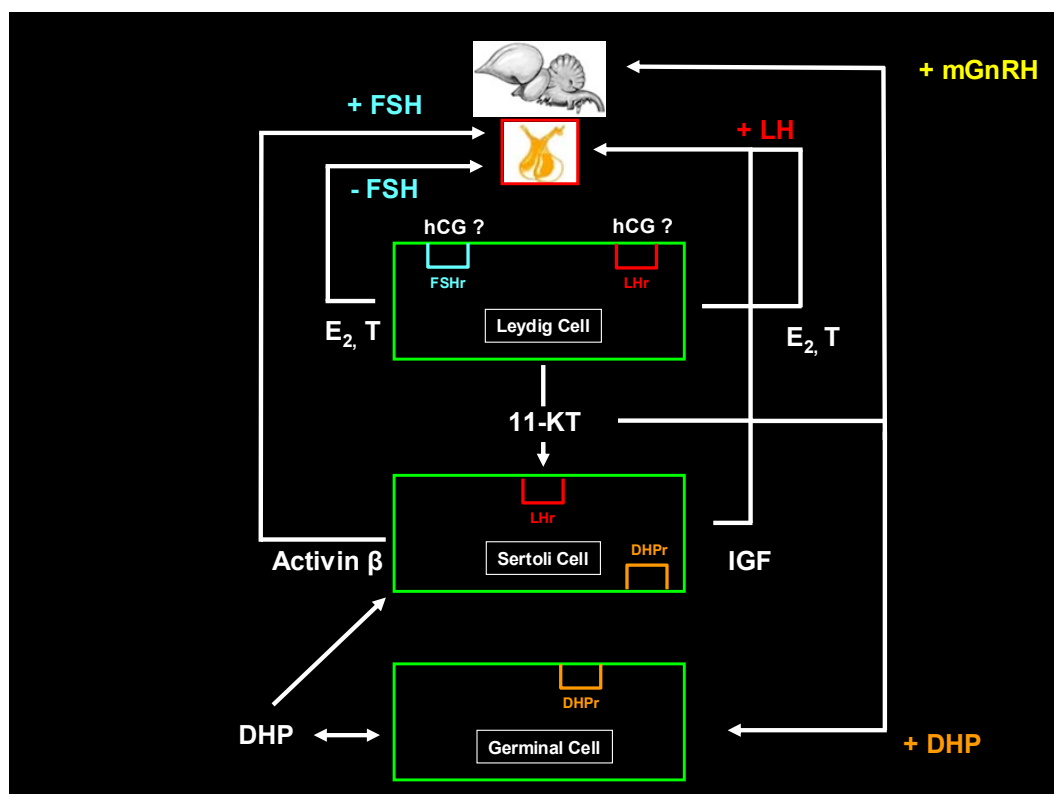 + mGnRH
+ FSH
+ LH
- FSH
hCG ?
hCG ?
FSHr
LHr
Leydig Cell
E2, T
E2, T
11-KT
LHr
DHPr
Activin β
Sertoli Cell
IGF
DHPr
DHP
Germinal Cell
+ DHP